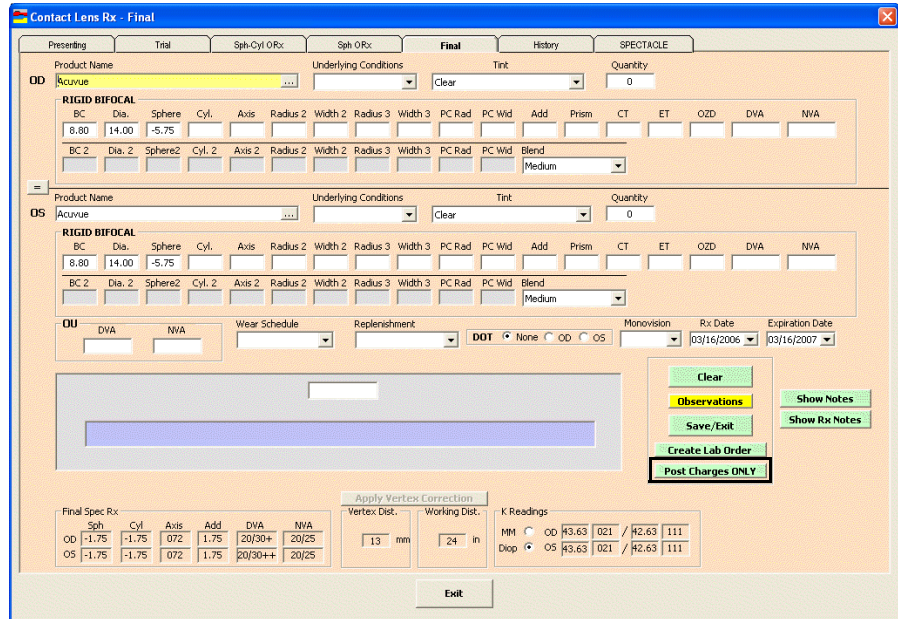 Contact Lens Rx - Final
Presenting Trial Sph-Cyl ORx Sph ORx Final History SPECTACLE
Product Name Underlying Conditions Tint Quantity
OD Acuvue ... Clear 0
RIGID BIFOCAL
BC Dia. Sphere Cyl. Axis Radius 2 Width 2 Radius 3 Width 3 PC Rad PC Wid Add Prism CT ET OZD DVA NVA
8.80 14.00 -5.75
BC 2 Dia. 2 Sphere2 Cyl. 2 Axis 2 Radius 2 Width 2 Radius 3 Width 3 PC Rad PC Wid Blend
Medium
=
Product Name Underlying Conditions Tint Quantity
OS Acuvue ... Clear 0
RIGID BIFOCAL
BC Dia. Sphere Cyl. Axis Radius 2 Width 2 Radius 3 Width 3 PC Rad PC Wid Add Prism CT ET OZD DVA NVA
8.80 14.00 -5.75
BC 2 Dia. 2 Sphere2 Cyl. 2 Axis 2 Radius 2 Width 2 Radius 3 Width 3 PC Rad PC Wid Blend
Medium
OU DVA NVA Wear Schedule Replenishment DOT None OD OS Monovision Rx Date Expiration Date
03/16/2006 03/16/2007
Clear
Observations Show Notes
Save/Exit Show Rx Notes
Create Lab Order
Post Charges ONLY
Apply Vertex Correction
Final Spec Rx Vertex Dist. Working Dist. K Readings
Sph Cyl Axis Add DVA NVA
OD -1.75 -1.75 072 1.75 20/30+ 20/25 13 mm 24 in MM OD 43.63 021 / 42.63 111
OS -1.75 -1.75 072 1.75 20/30++ 20/25 Diop OS 43.63 021 / 42.63 111
Exit